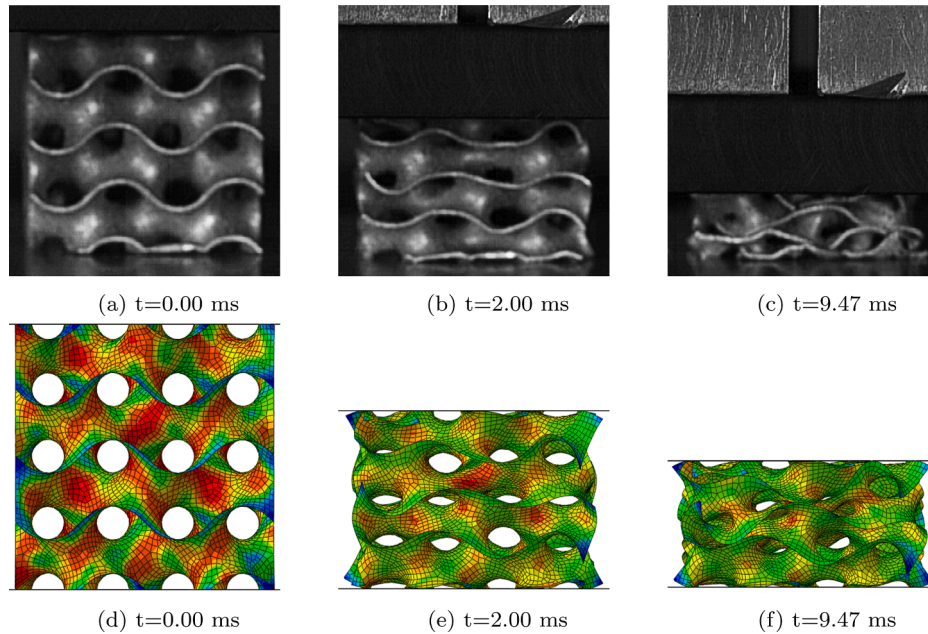 (a) t=0.00 ms
(b) t=2.00 ms
(c) t=9.47 ms
(d) t=0.00 ms
(e) t=2.00 ms
(f) t=9.47 ms